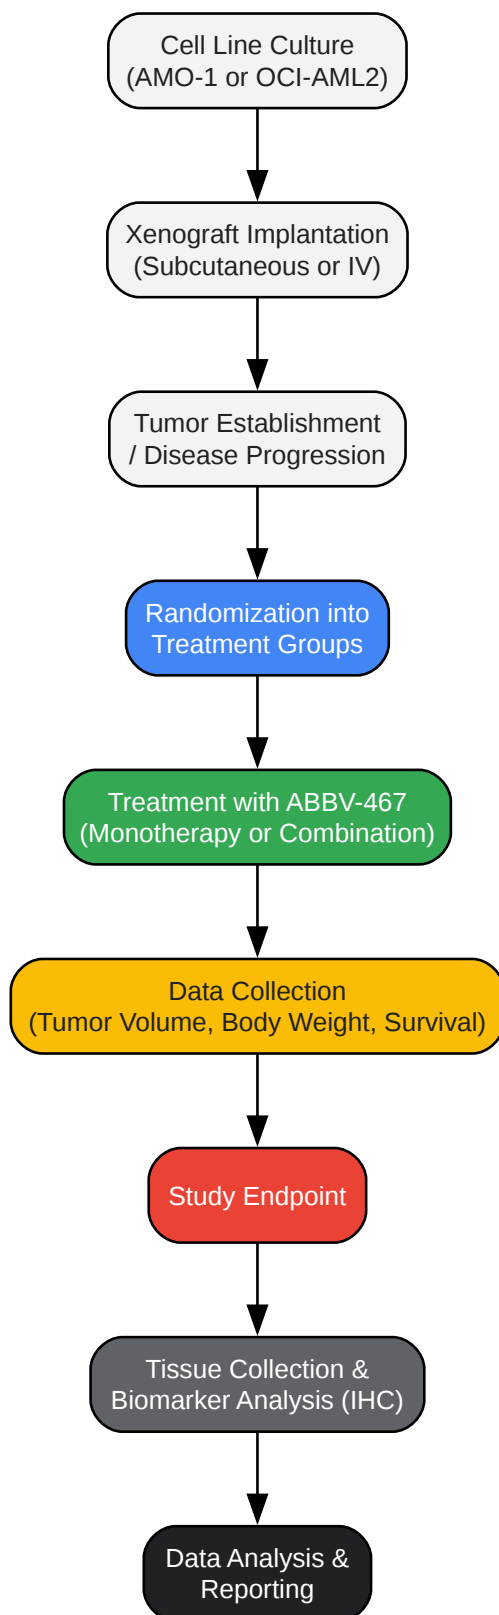 Cell Line Culture
(AMO-1 or OCI-AML2)
Xenograft Implantation
(Subcutaneous or IV)
Tumor Establishment
/ Disease Progression
Randomization into
Treatment Groups
Treatment with ABBV-467
(Monotherapy or Combination)
Data Collection
(Tumor Volume, Body Weight, Survival)
Study Endpoint
Tissue Collection &
Biomarker Analysis (IHC)
Data Analysis &
Reporting